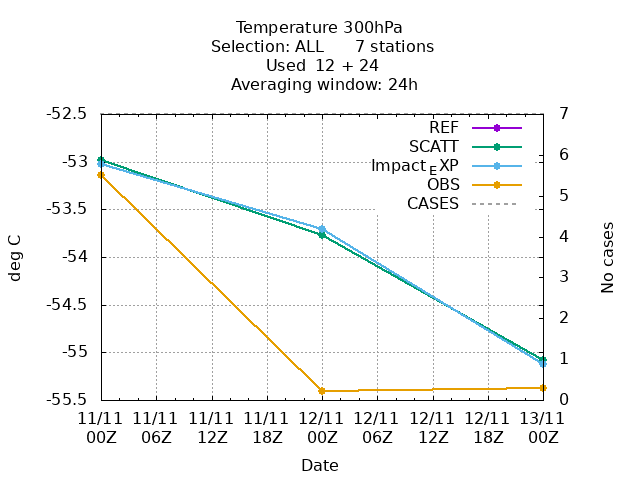 Temperature 300hPa
Selection: ALL 7 stations
Used 12 + 24
Averaging window: 24h
-52.5
-53
-53.5
-54
-54.5
-55
-55.5
deg C
REF
SCATT
Impact_EXP
OBS
CASES
7
6
5
4
3
2
1
0
No cases
11/11 11/11 11/11 11/11 12/11 12/11 12/11 12/11 13/11
00Z 06Z 12Z 18Z 00Z 06Z 12Z 18Z 00Z
Date